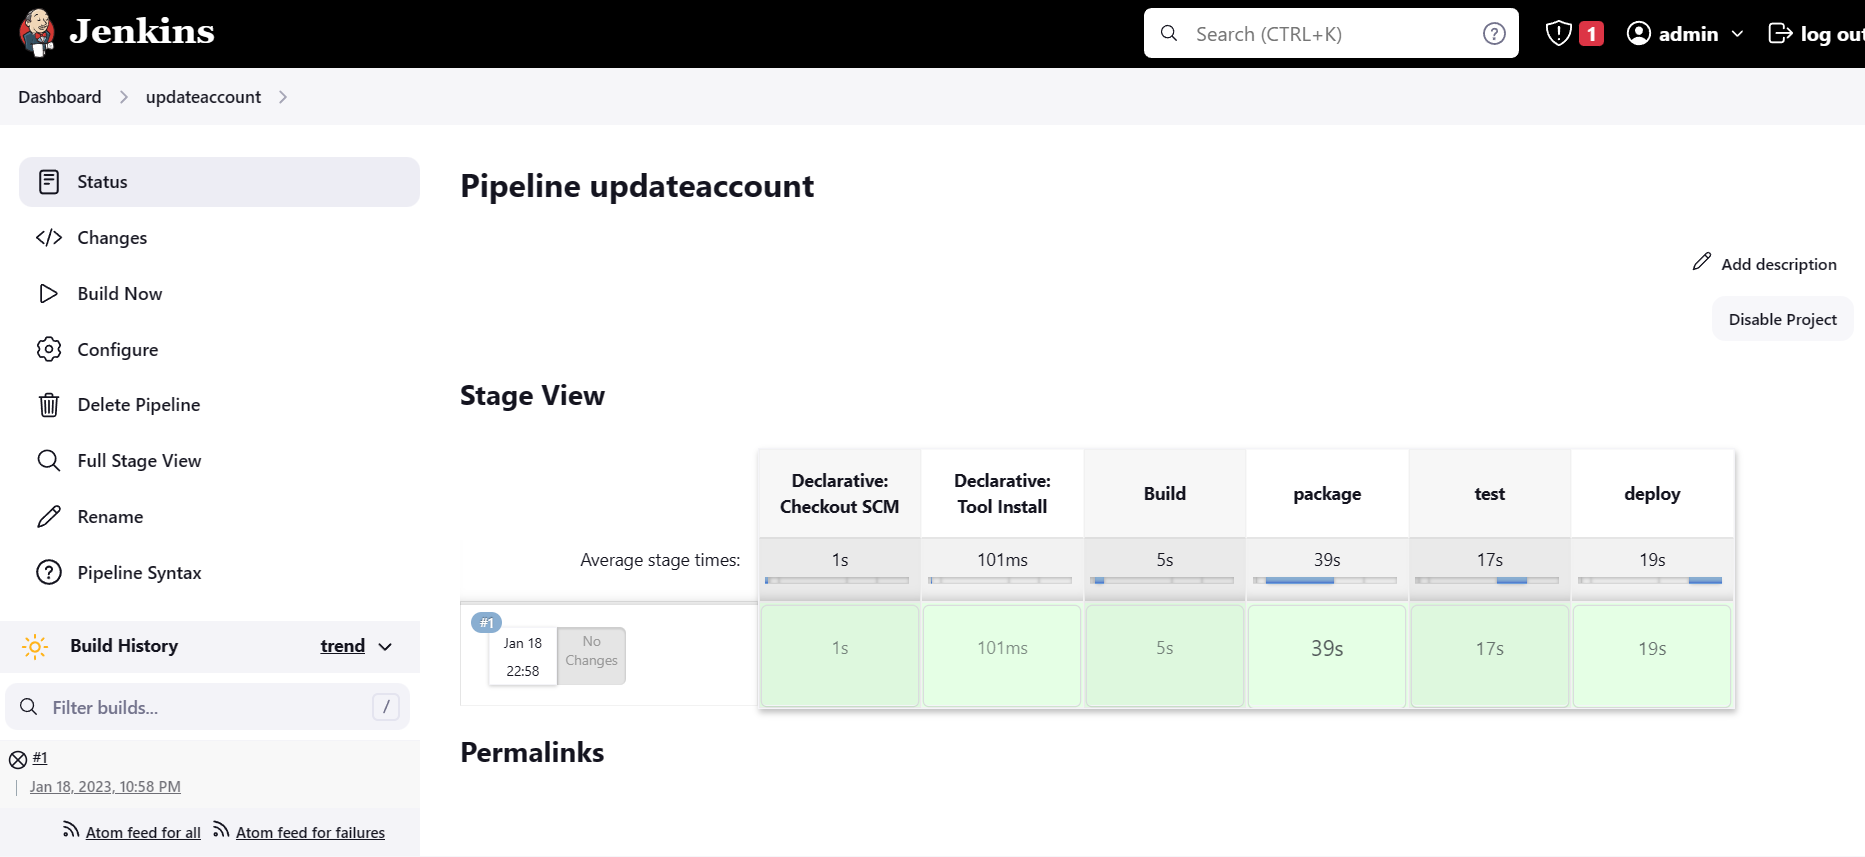 Jenkins
Search (CTRL+K)
?
1
admin
log out
Dashboard
updateaccount
Status
Changes
Build Now
Configure
Delete Pipeline
Full Stage View
Rename
Pipeline Syntax
Build History
trend
Filter builds...
/
#1
Jan 18, 2023, 10:58 PM
Atom feed for all
Atom feed for failures
Pipeline updateaccount
Add description
Disable Project
Stage View
Declarative: Checkout SCM
Declarative: Tool Install
Build
package
test
deploy
Average stage times:
1s
101ms
5s
39s
17s
19s
#1
Jan 18
22:58
No Changes
1s
101ms
5s
39s
17s
19s
Permalinks